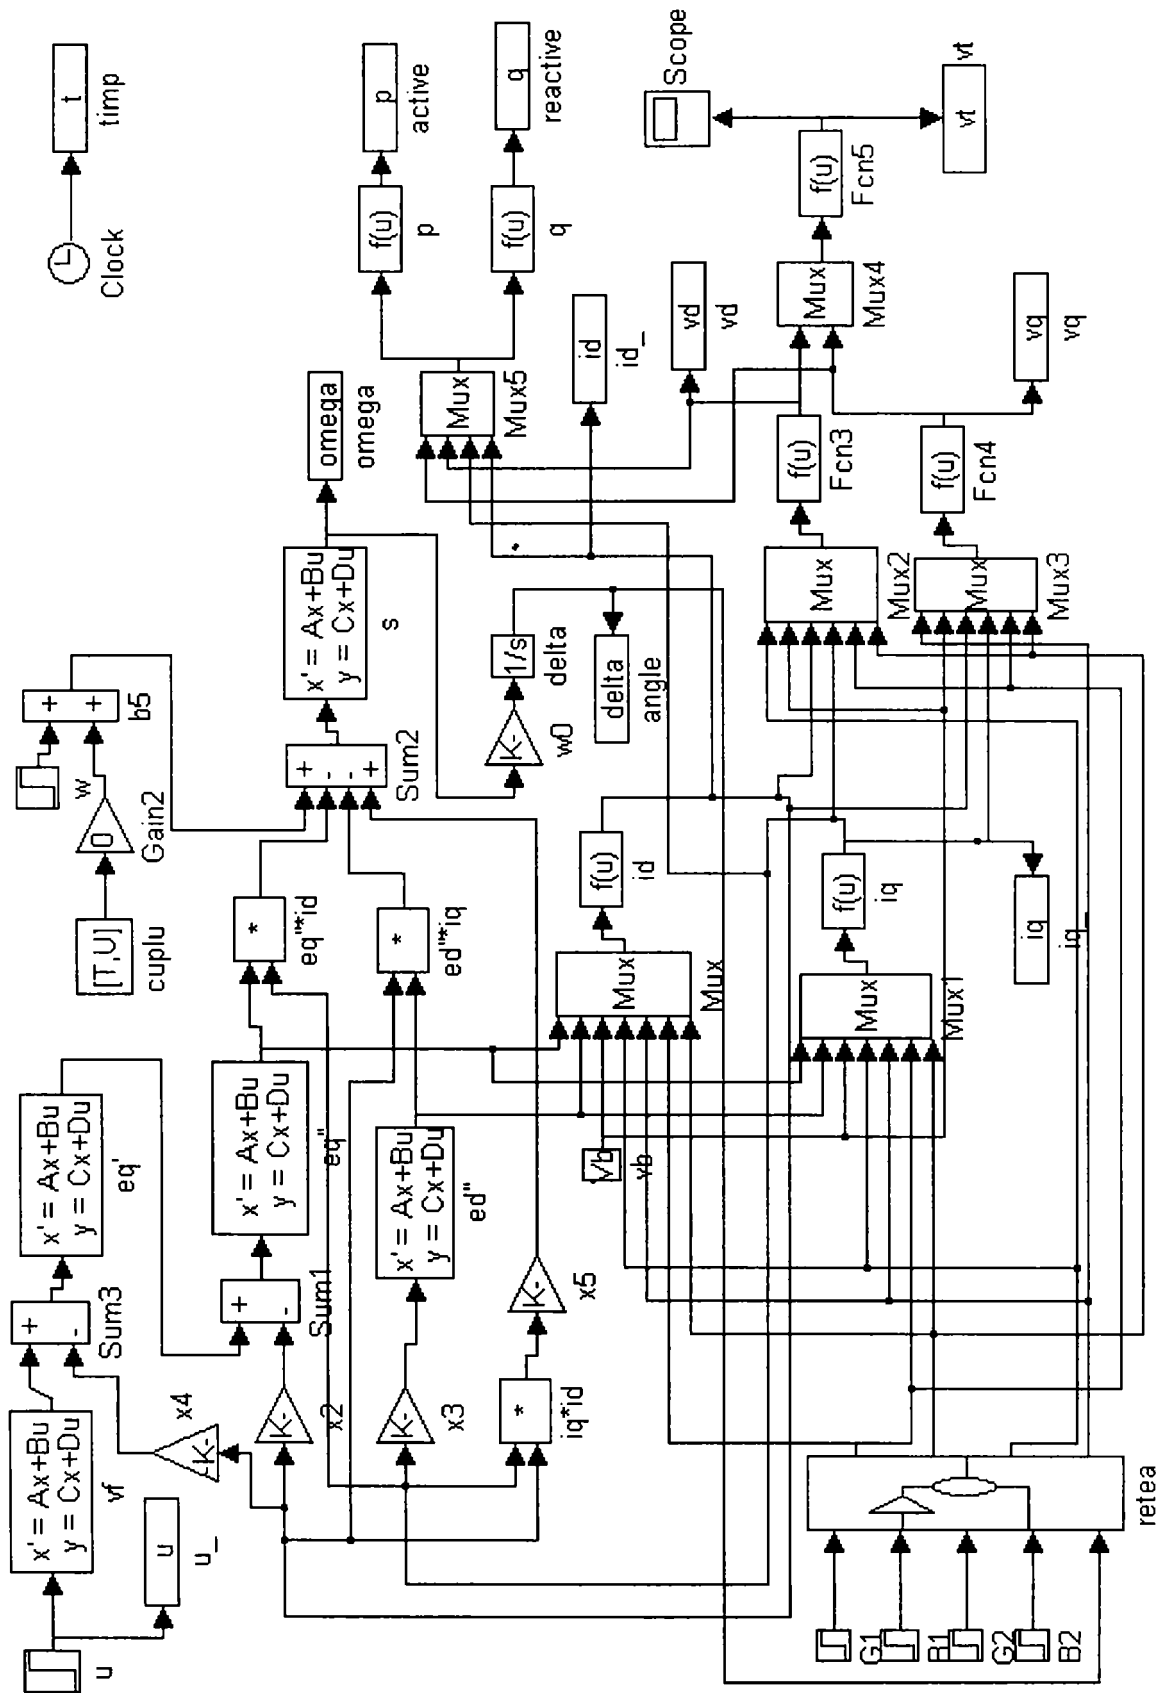 u
x' = Ax+Bu
y = Cx+Du
vf
u
u_
-K-
x4
+
-
Sum3
x' = Ax+Bu
y = Cx+Du
eq'
K-
x2
+
-
Sum1
x' = Ax+Bu
y = Cx+Du
eq"
K-
x3
x' = Ax+Bu
y = Cx+Du
ed"
*
iq*id
K-
x5
[T,U]
cuplu
0
Gain2
w
+
+
b5
*
eq"*id
*
ed"*iq
+
-
-
+
Sum2
x' = Ax+Bu
y = Cx+Du
s
omega
omega
K-
w0
1/s
delta
delta
angle
Clock
t
timp
Mux
Mux5
f(u)
p
p
active
f(u)
q
q
reactive
id
id_
vd
vd
Vb
vb
Mux
Mux
f(u)
id
Mux
Mux1
f(u)
iq
iq
iq_
Mux
Mux2
f(u)
Fcn3
Mux
Mux3
f(u)
Fcn4
Mux
Mux4
f(u)
Fcn5
Scope
vt
vt
vq
vq
G1
B1
G2
B2
retea